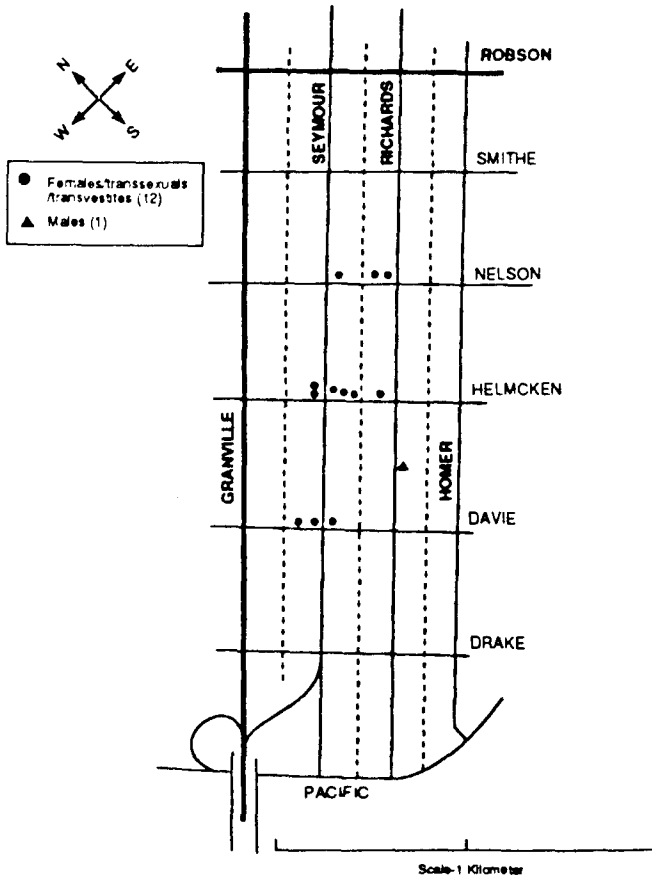 ROBSON
N
E
W
S
SEYMOUR
RICHARDS
SMITHE
Females/transsexuals
/transvestites (12)
Males (1)
NELSON
HELMCKEN
GRANVILLE
HOMER
DAVIE
DRAKE
PACIFIC
Scale-1 Kilometer